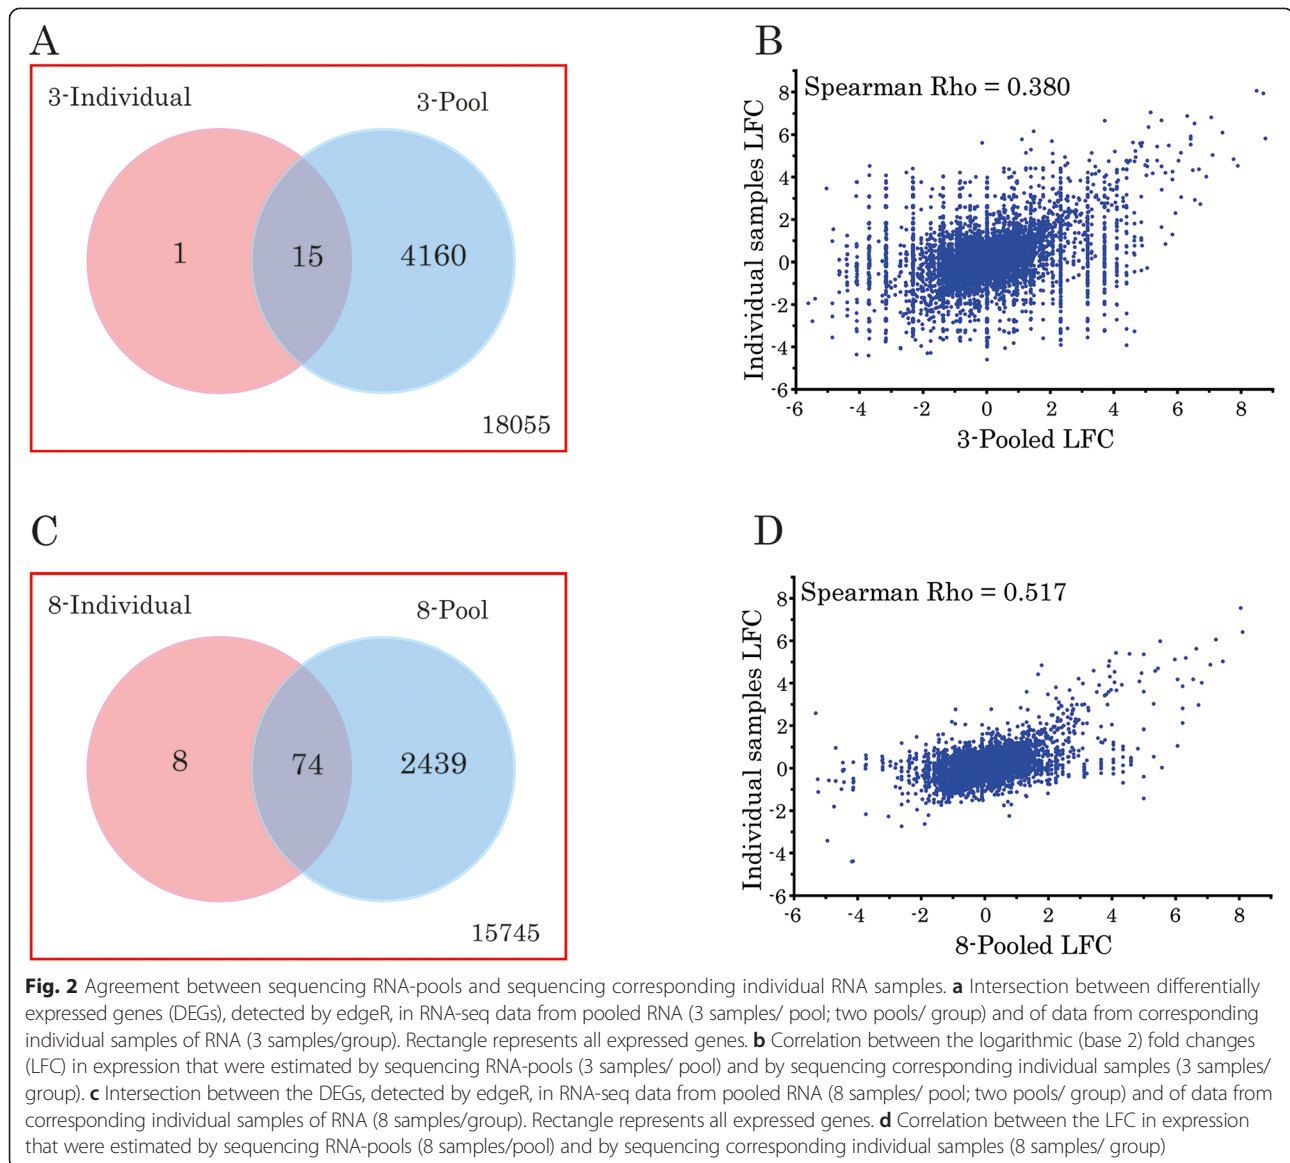 A
3-Individual
3-Pool
1
15
4160
18055
B
Spearman Rho = 0.380
Individual samples LFC
8
6
4
2
0
-2
-4
-6
-6 -4 -2 0 2 4 6 8
3-Pooled LFC
C
8-Individual
8-Pool
8
74
2439
15745
D
Spearman Rho = 0.517
Individual samples LFC
8
6
4
2
0
-2
-4
-6
-6 -4 -2 0 2 4 6 8
8-Pooled LFC
Fig. 2 Agreement between sequencing RNA-pools and sequencing corresponding individual RNA samples. a Intersection between differentially
expressed genes (DEGs), detected by edgeR, in RNA-seq data from pooled RNA (3 samples/ pool; two pools/ group) and of data from corresponding
individual samples of RNA (3 samples/group). Rectangle represents all expressed genes. b Correlation between the logarithmic (base 2) fold changes
(LFC) in expression that were estimated by sequencing RNA-pools (3 samples/ pool) and by sequencing corresponding individual samples (3 samples/
group). c Intersection between the DEGs, detected by edgeR, in RNA-seq data from pooled RNA (8 samples/ pool; two pools/ group) and of data from
corresponding individual samples of RNA (8 samples/group). Rectangle represents all expressed genes. d Correlation between the LFC in expression
that were estimated by sequencing RNA-pools (8 samples/pool) and by sequencing corresponding individual samples (8 samples/ group)